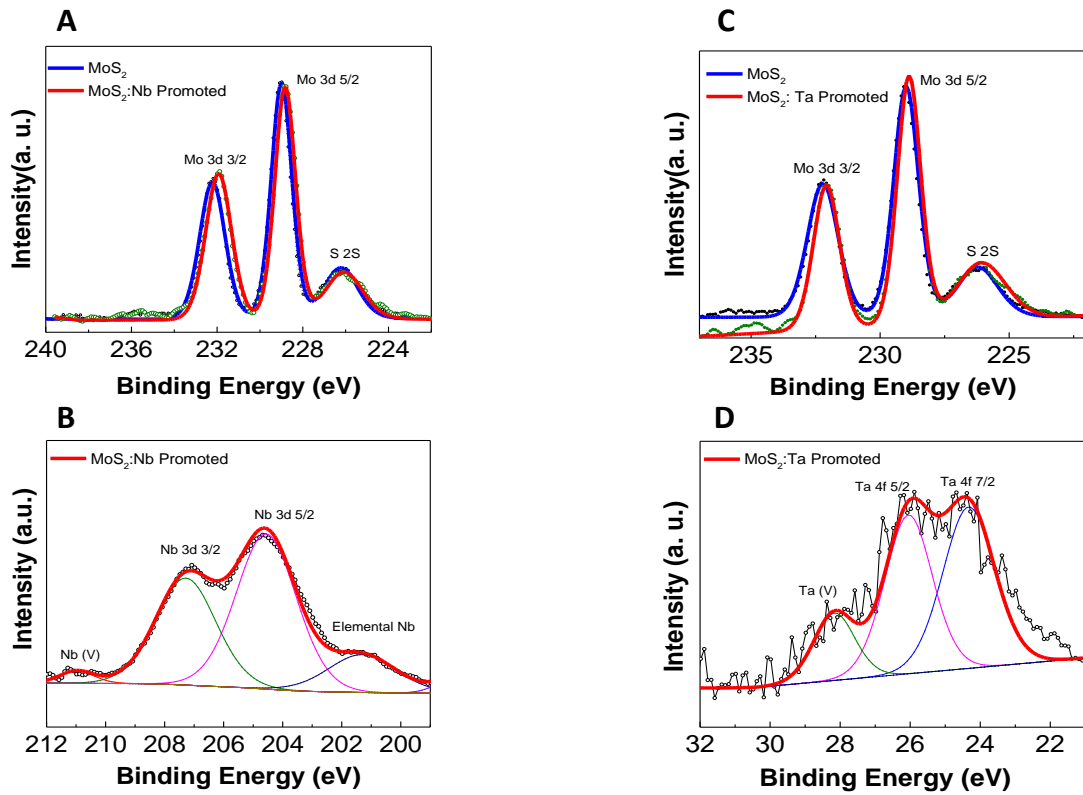 A
MoS2
MoS2:Nb Promoted
Mo 3d 5/2
Mo 3d 3/2
S 2S
Intensity(a. u.)
240 236 232 228 224
Binding Energy (eV)
C
MoS2
MoS2: Ta Promoted
Mo 3d 5/2
Mo 3d 3/2
S 2S
Intensity(a. u.)
235 230 225
Binding Energy (eV)
B
MoS2:Nb Promoted
Nb 3d 5/2
Nb 3d 3/2
Elemental Nb
Nb (V)
Intensity (a.u.)
212 210 208 206 204 202 200
Binding Energy (eV)
D
MoS2:Ta Promoted
Ta 4f 5/2 Ta 4f 7/2
Ta (V)
Intensity (a. u.)
32 30 28 26 24 22
Binding Energy (eV)